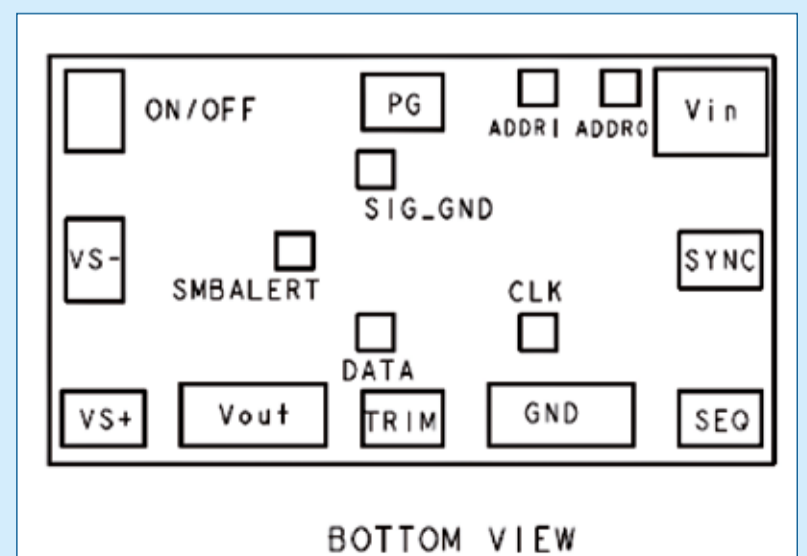 ON/OFF
PG
ADDR1 ADDR0
Vin
SIG_GND
VS-
SMBALERT
SYNC
CLK
DATA
VS+
Vout
TRIM
GND
SEQ
BOTTOM VIEW